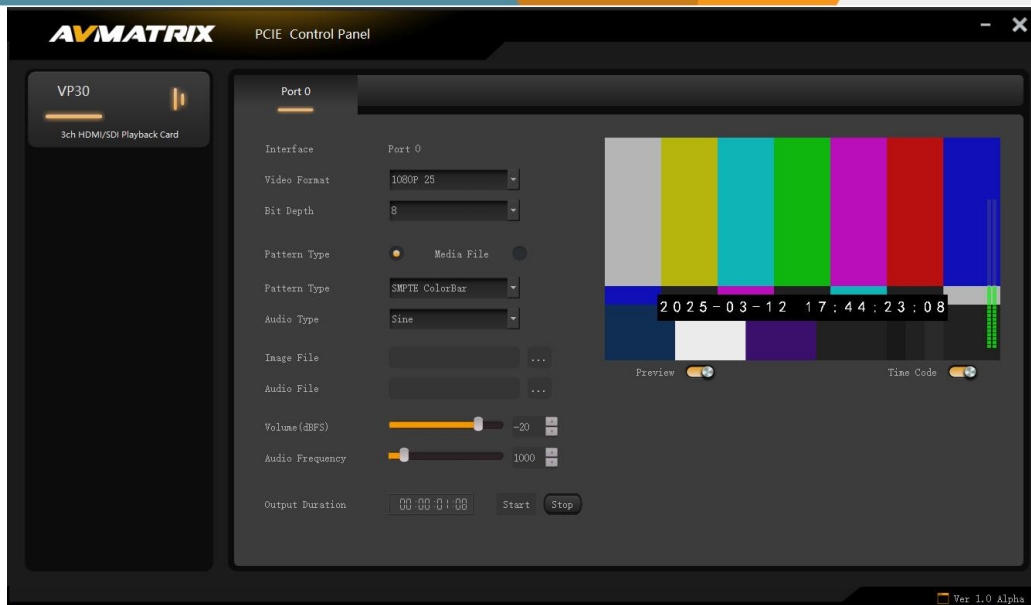 AVMATRIX PCIE Control Panel
VP30
3ch HDMI/SDI Playback Card
Port 0
Interface Port 0
Video Format 1080P 25
Bit Depth 8
Pattern Type Media File
Pattern Type SMPTE ColorBar
Audio Type Sine
Image File ...
Audio File ...
Volume(dBFS) -20
Audio Frequency 1000
Output Duration 00:00:01:08 Start Stop
2025-03-12 17:44:23:08
Preview Time Code
Ver 1.0 Alpha